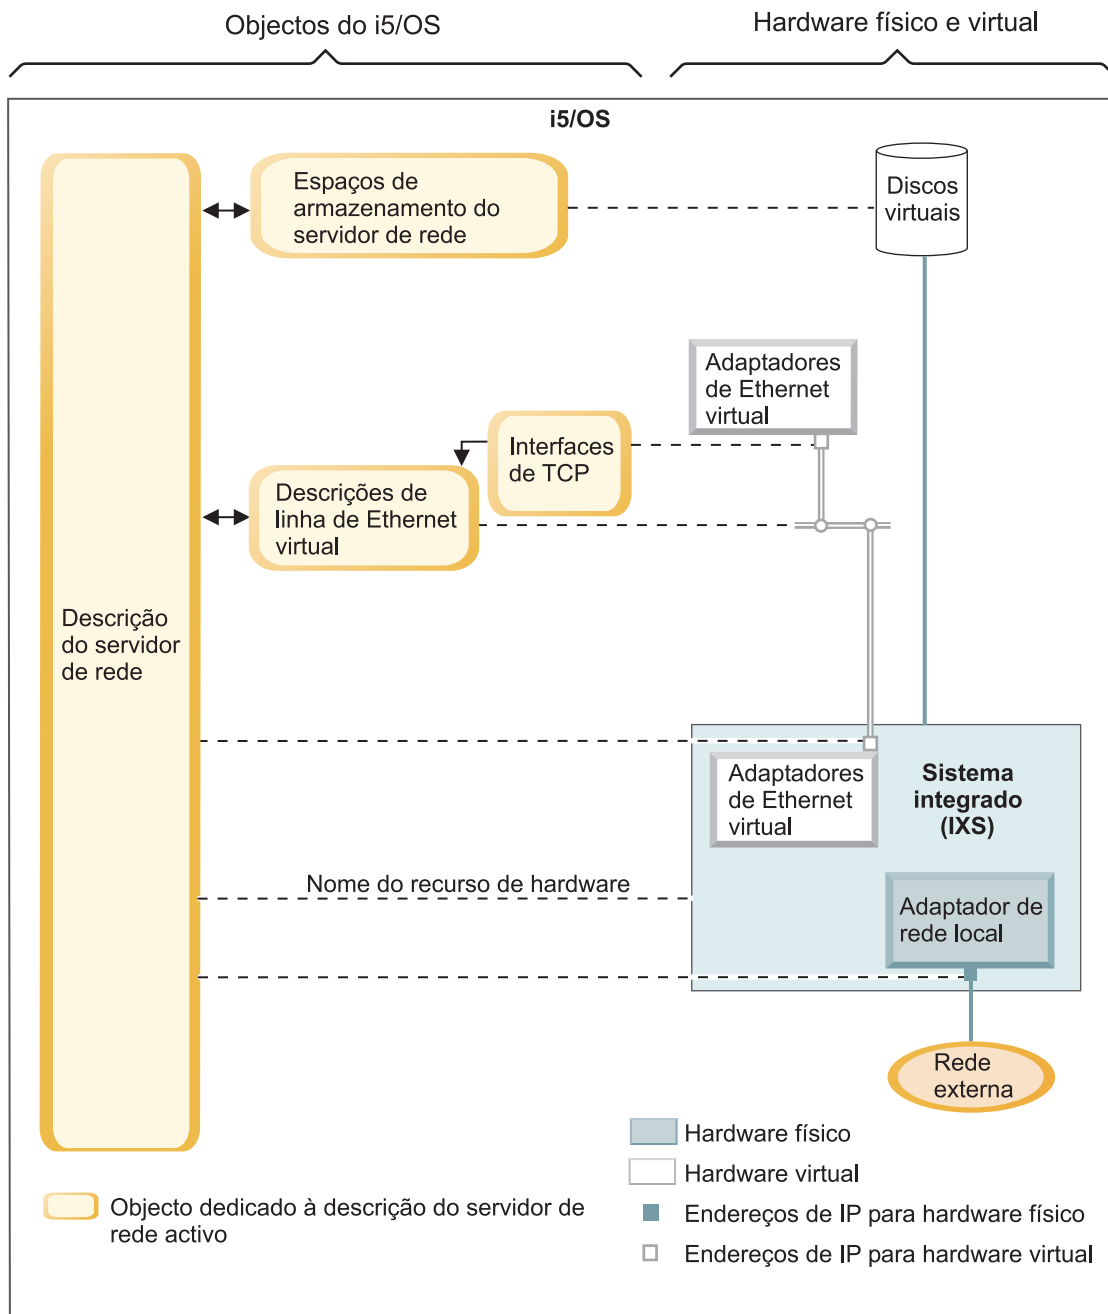 Objectos do i5/OS
Hardware físico e virtual
i5/OS
Espaços de
armazenamento do
servidor de rede
Discos
virtuais
Adaptadores
de Ethernet
virtual
Interfaces
de TCP
Descrições de
linha de Ethernet
virtual
Descrição
do servidor
de rede
Adaptadores
de Ethernet
virtual
Sistema
integrado
(IXS)
Nome do recurso de hardware
Adaptador de
rede local
Rede
externa
Hardware físico
Hardware virtual
Objecto dedicado à descrição do servidor de
rede activo
Endereços de IP para hardware físico
Endereços de IP para hardware virtual